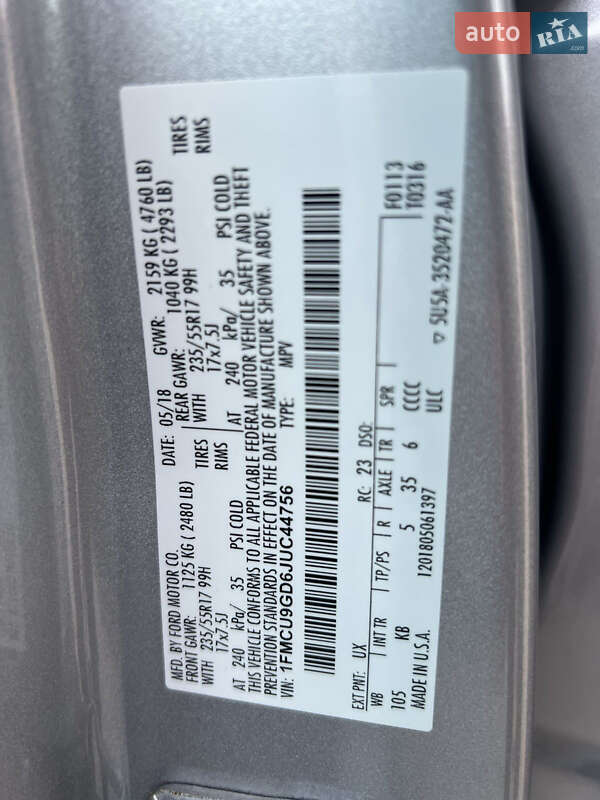 auto RIA.com
MFD. BY FORD MOTOR CO. DATE: 05/18 GVWR: 2159 KG ( 4760 LB)
FRONT GAWR: 1125 KG ( 2480 LB) REAR GAWR: 1040 KG ( 2293 LB)
WITH 235/55R17 99H TIRES WITH 235/55R17 99H TIRES
17x7.5J RIMS 17x7.5J RIMS
AT 240 kPa/ 35 PSI COLD AT 240 kPa/ 35 PSI COLD
THIS VEHICLE CONFORMS TO ALL APPLICABLE FEDERAL MOTOR VEHICLE SAFETY AND THEFT
PREVENTION STANDARDS IN EFFECT ON THE DATE OF MANUFACTURE SHOWN ABOVE.
VIN: 1FMCU9GD6JUC44756 TYPE: MPV
EXT PNT: UX RC: 23 DSO: F0113
WB INT TR TP/PS R AXLE TR SPR T0316
105 KB 5 35 6 CCCC
MADE IN U.S.A. 1201805061397 ULC ▽ 5U5A-3520472-AA